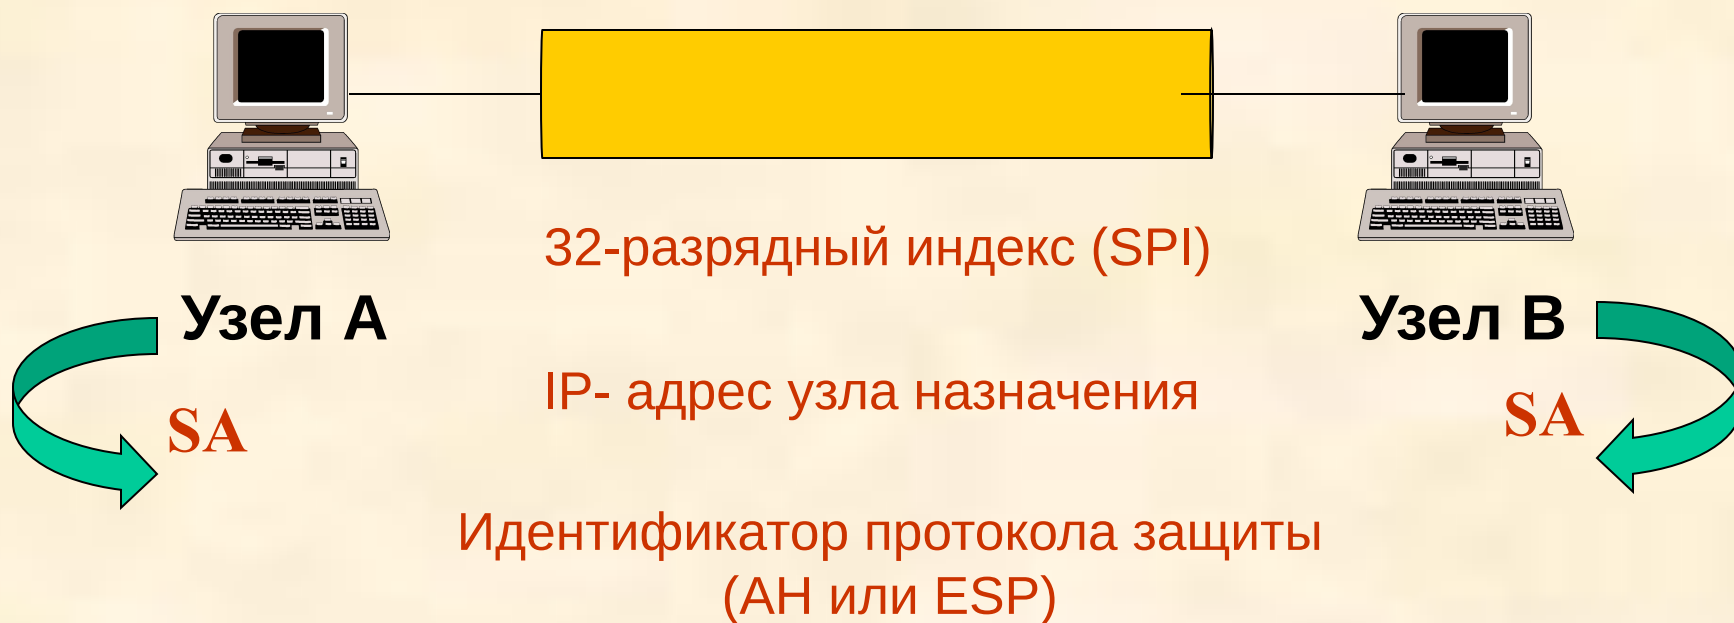 32-разрядный индекс (SPI)
Узел А
Узел В
IP- адрес узла назначения
SA
SA
Идентификатор протокола защиты
(AH или ESP)